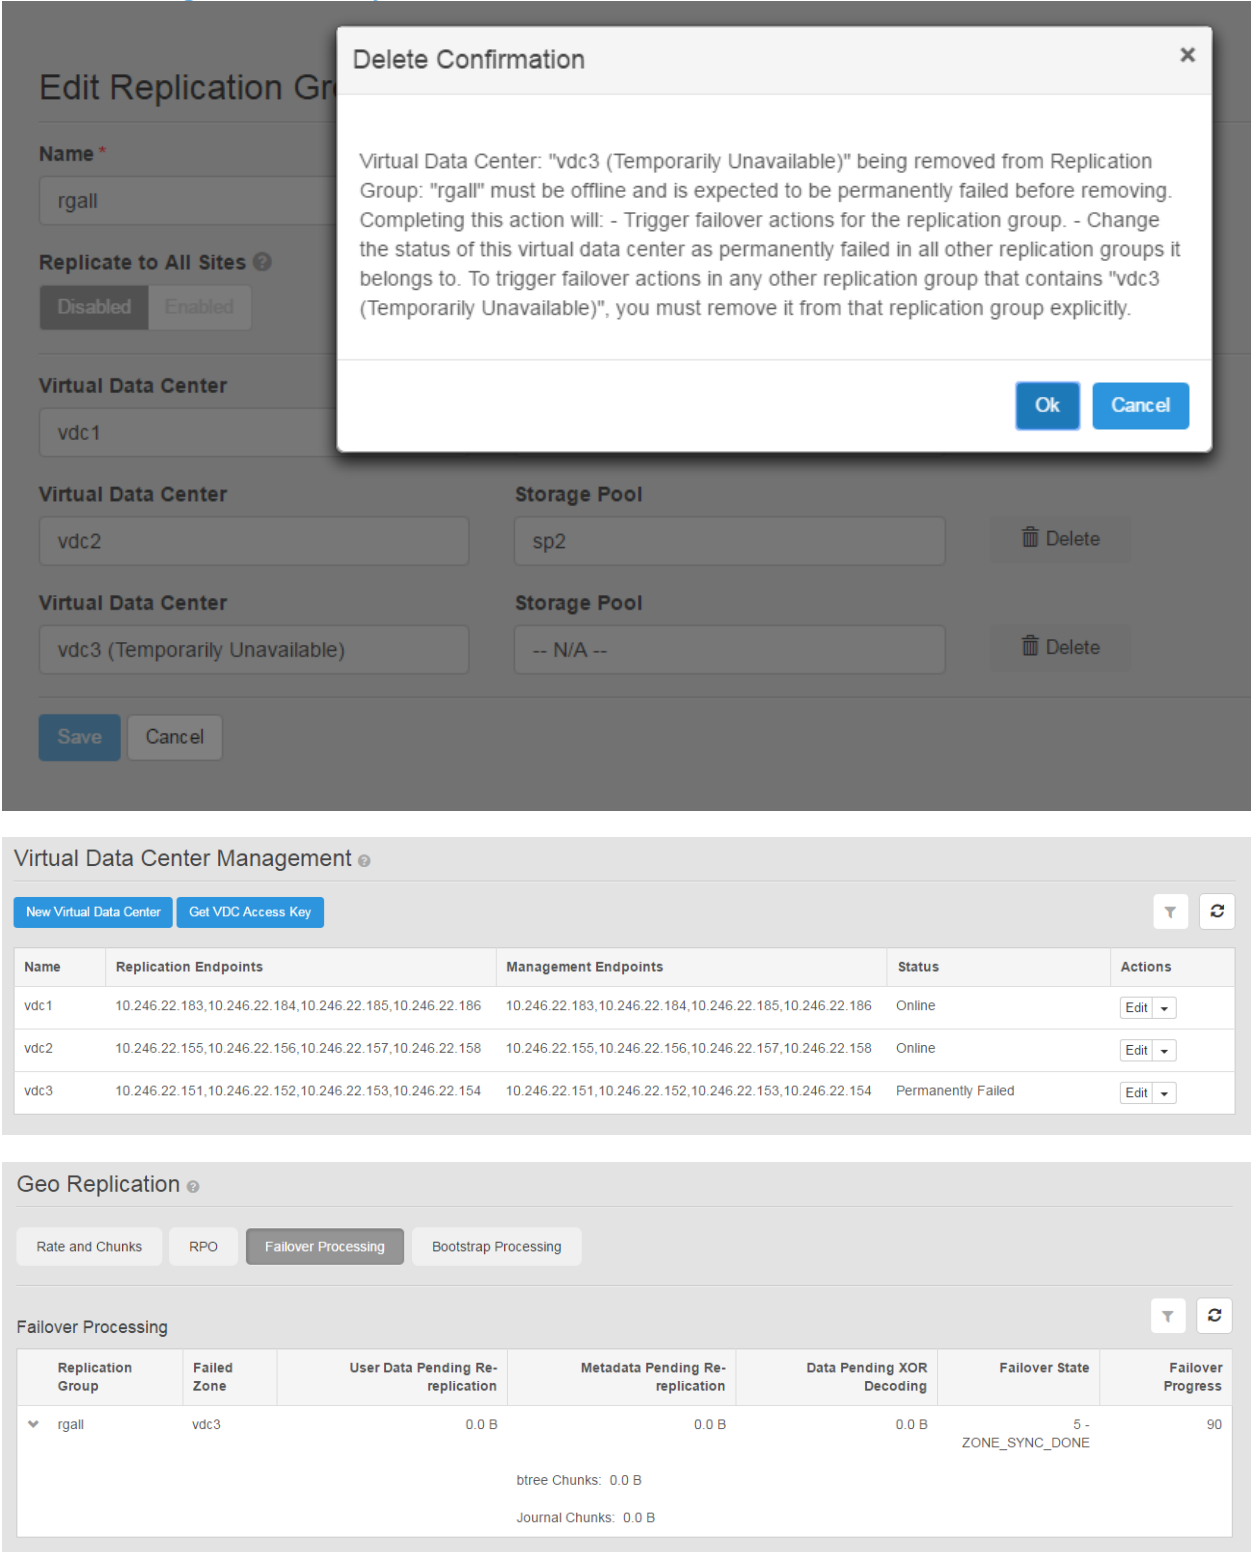 Delete Confirmation
×
Edit Replication Gr
Name *
Virtual Data Center: "vdc3 (Temporarily Unavailable)" being removed from Replication
Group: "rgall" must be offline and is expected to be permanently failed before removing.
Completing this action will: - Trigger failover actions for the replication group. - Change
the status of this virtual data center as permanently failed in all other replication groups it
belongs to. To trigger failover actions in any other replication group that contains "vdc3
(Temporarily Unavailable)", you must remove it from that replication group explicitly.
rgall
Replicate to All Sites ?
Disabled Enabled
Virtual Data Center
Ok Cancel
vdc1
Virtual Data Center Storage Pool
vdc2 sp2 Delete
Virtual Data Center Storage Pool
vdc3 (Temporarily Unavailable) -- N/A -- Delete
Save Cancel
Virtual Data Center Management ?
New Virtual Data Center Get VDC Access Key
Name Replication Endpoints Management Endpoints Status Actions
vdc1 10.246.22.183,10.246.22.184,10.246.22.185,10.246.22.186 10.246.22.183,10.246.22.184,10.246.22.185,10.246.22.186 Online Edit
vdc2 10.246.22.155,10.246.22.156,10.246.22.157,10.246.22.158 10.246.22.155,10.246.22.156,10.246.22.157,10.246.22.158 Online Edit
vdc3 10.246.22.151,10.246.22.152,10.246.22.153,10.246.22.154 10.246.22.151,10.246.22.152,10.246.22.153,10.246.22.154 Permanently Failed Edit
Geo Replication ?
Rate and Chunks RPO Failover Processing Bootstrap Processing
Failover Processing
Replication Failed User Data Pending Re- Metadata Pending Re- Data Pending XOR Failover State Failover
Group Zone replication replication Decoding Progress
rgall vdc3 0.0 B 0.0 B 0.0 B 5 - 90
ZONE_SYNC_DONE
btree Chunks: 0.0 B
Journal Chunks: 0.0 B